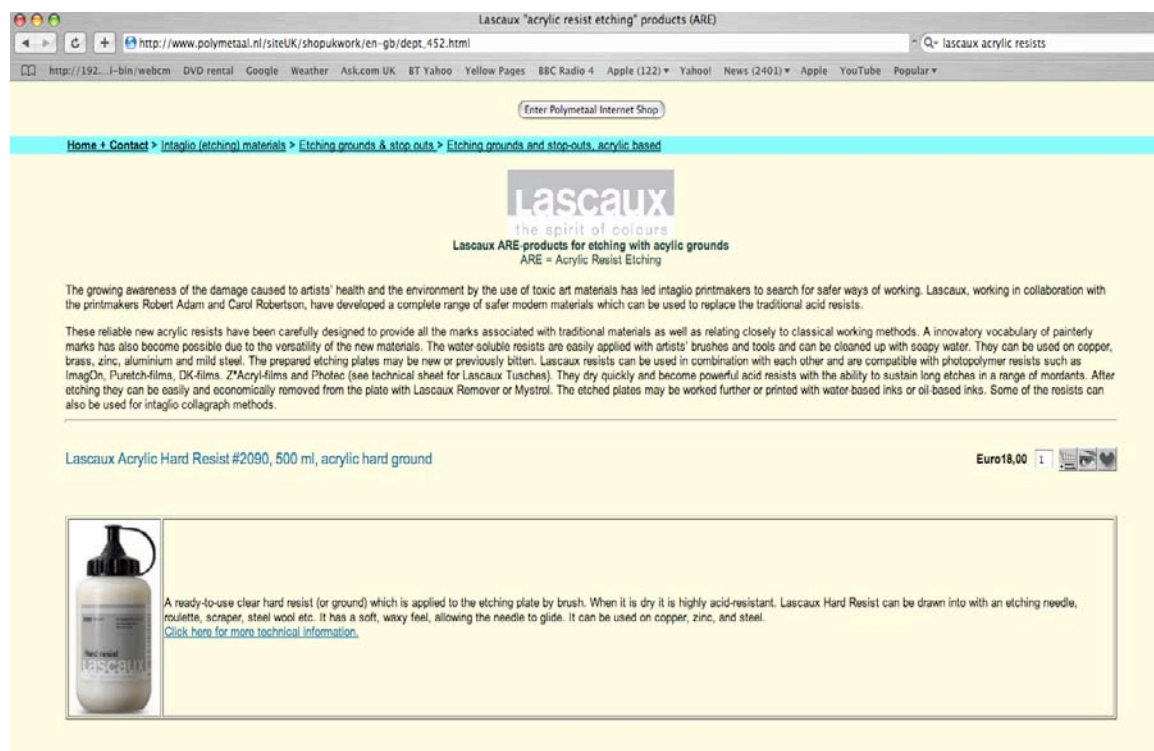 Lascaux "acrylic resist etching" products (ARE)
http://www.polymetaal.nl/siteUK/shopukwork/en-gb/dept_452.html
lascaux acrylic resists
http://192....i-bin/webcm DVD rental Google Weather Ask.com UK BT Yahoo Yellow Pages BBC Radio 4 Apple (122) Yahoo! News (2401) Apple YouTube Popular
Enter Polymetaal Internet Shop
Home + Contact > Intaglio (etching) materials > Etching grounds & stop outs > Etching grounds and stop-outs, acrylic based
Lascaux
the spirit of colours
Lascaux ARE-products for etching with acylic grounds
ARE = Acrylic Resist Etching
The growing awareness of the damage caused to artists' health and the environment by the use of toxic art materials has led intaglio printmakers to search for safer ways of working. Lascaux, working in collaboration with
the printmakers Robert Adam and Carol Robertson, have developed a complete range of safer modern materials which can be used to replace the traditional acid resists.
These reliable new acrylic resists have been carefully designed to provide all the marks associated with traditional materials as well as relating closely to classical working methods. A innovatory vocabulary of painterly
marks has also become possible due to the versatility of the new materials. The water-soluble resists are easily applied with artists' brushes and tools and can be cleaned up with soapy water. They can be used on copper,
brass, zinc, aluminium and mild steel. The prepared etching plates may be new or previously bitten. Lascaux resists can be used in combination with each other and are compatible with photopolymer resists such as
ImagOn, Puretch-films, DK-films. Z*Acryl-films and Photec (see technical sheet for Lascaux Tusches). They dry quickly and become powerful acid resists with the ability to sustain long etches in a range of mordants. After
etching they can be easily and economically removed from the plate with Lascaux Remover or Mystrol. The etched plates may be worked further or printed with water-based inks or oil-based inks. Some of the resists can
also be used for intaglio collagraph methods.
Lascaux Acrylic Hard Resist #2090, 500 ml, acrylic hard ground
Euro18,00 1
A ready-to-use clear hard resist (or ground) which is applied to the etching plate by brush. When it is dry it is highly acid-resistant. Lascaux Hard Resist can be drawn into with an etching needle,
roulette, scraper, steel wool etc. It has a soft, waxy feel, allowing the needle to glide. It can be used on copper, zinc, and steel.
Click here for more technical information.
Hard resist
Lascaux